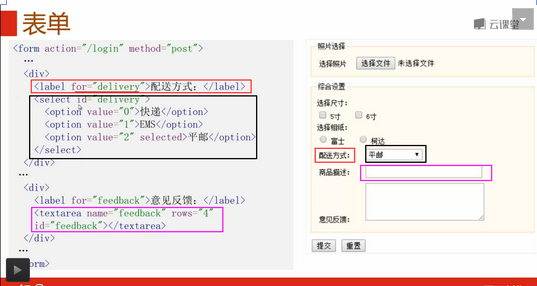 表单
云课堂
<form action="/login" method="post">
…
<div>
<label for="delivery">配送方式：</label>
<select id="delivery">
<option value="0">快递</option>
<option value="1">EMS</option>
<option value="2" selected>平邮</option>
</select>
</div>
…
<div>
<label for="feedback">意见反馈：</label>
<textarea name="feedback" rows="4"
id="feedback"></textarea>
</div>
…
form>
照片选择
选择照片 选择文件 未选择文件
综合设置
选择尺寸：
5寸 6寸
选择相纸：
富士 柯达
配送方式： 平邮
商品描述：
意见反馈：
提交 重置